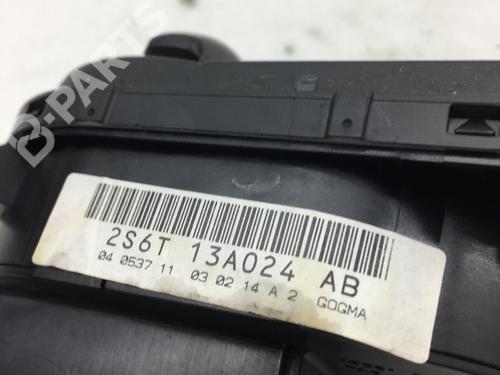 B-PARTS
2S6T 13A024 AB
04 0537 11 03 02 14 A 2 GOGMA